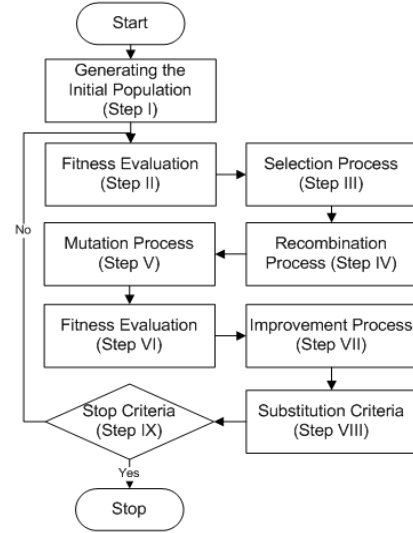 Start
Generating the
Initial Population
(Step I)
Fitness Evaluation
(Step II)
Selection Process
(Step III)
No
Mutation Process
(Step V)
Recombination
Process (Step IV)
Fitness Evaluation
(Step VI)
Improvement Process
(Step VII)
Stop Criteria
(Step IX)
Substitution Criteria
(Step VIII)
Yes
Stop